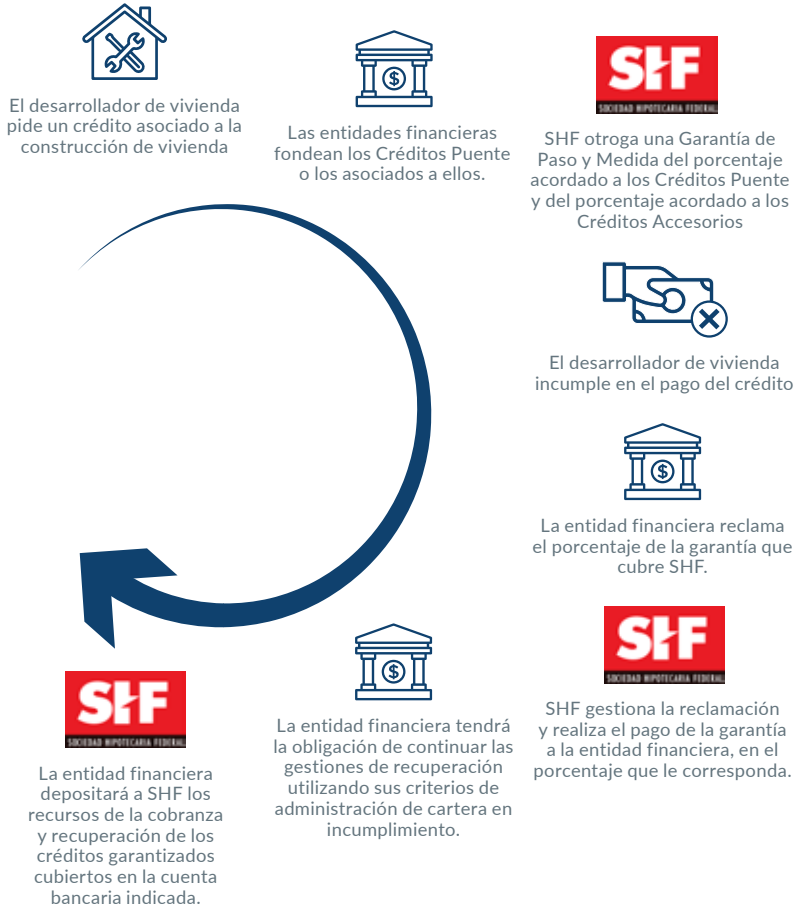 El desarrollador de vivienda
pide un crédito asociado a la
construcción de vivienda
$
Las entidades financieras
fondean los Créditos Puente
o los asociados a ellos.
SHF
SOCIEDAD HIPOTECARIA FEDERAL
SHF otroga una Garantía de
Paso y Medida del porcentaje
acordado a los Créditos Puente
y del porcentaje acordado a los
Créditos Accesorios
El desarrollador de vivienda
incumple en el pago del crédito
$
La entidad financiera reclama
el porcentaje de la garantía que
cubre SHF.
SHF
SOCIEDAD HIPOTECARIA FEDERAL
SHF gestiona la reclamación
y realiza el pago de la garantía
a la entidad financiera, en el
porcentaje que le corresponda.
$
La entidad financiera tendrá
la obligación de continuar las
gestiones de recuperación
utilizando sus criterios de
administración de cartera en
incumplimiento.
SHF
SOCIEDAD HIPOTECARIA FEDERAL
La entidad financiera
depositará a SHF los
recursos de la cobranza
y recuperación de los
créditos garantizados
cubiertos en la cuenta
bancaria indicada.